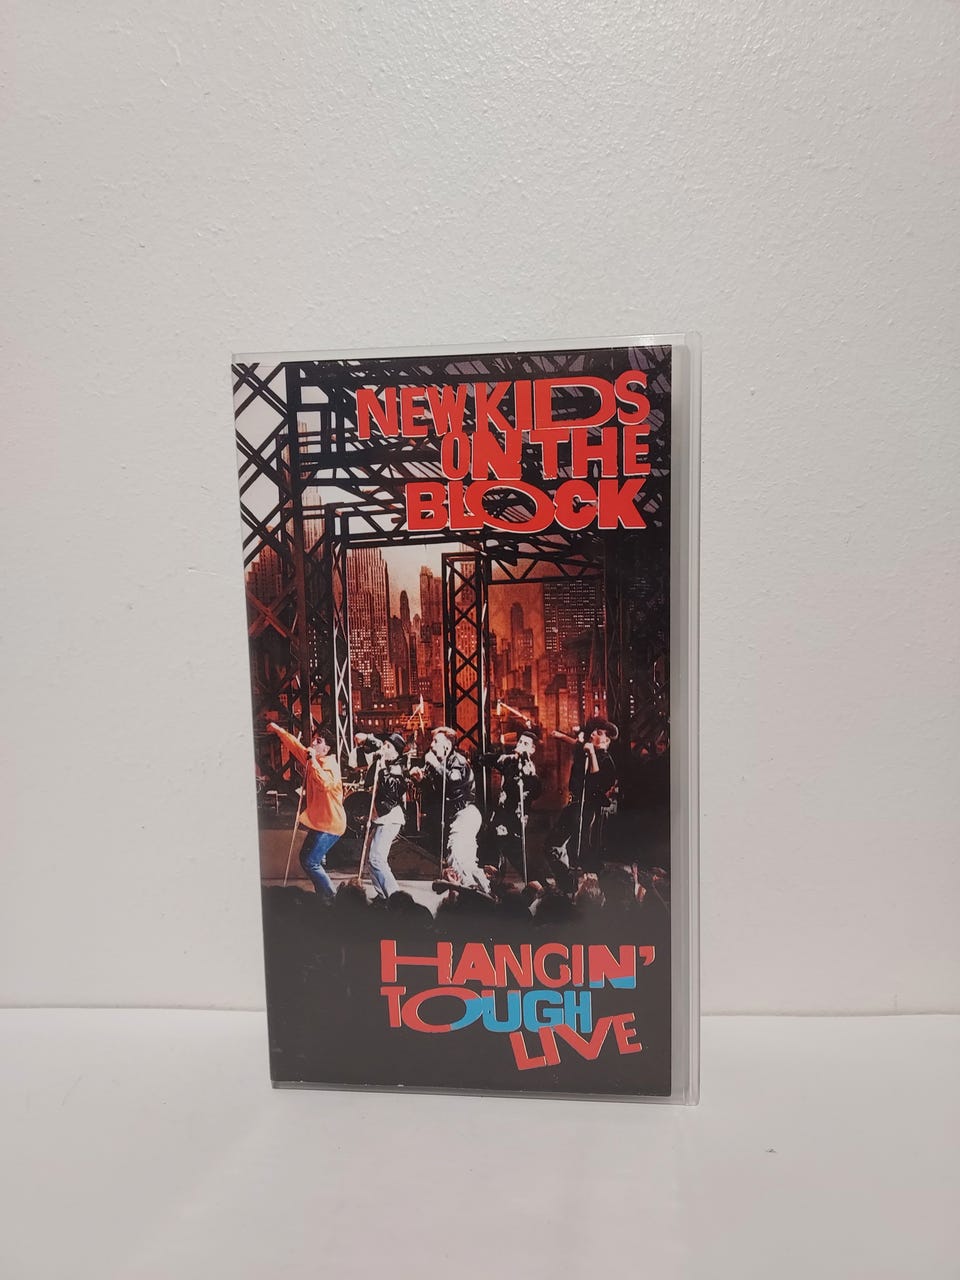 NEW KIDS
ON THE
BLOCK
HANGIN'
TOUGH
LIVE